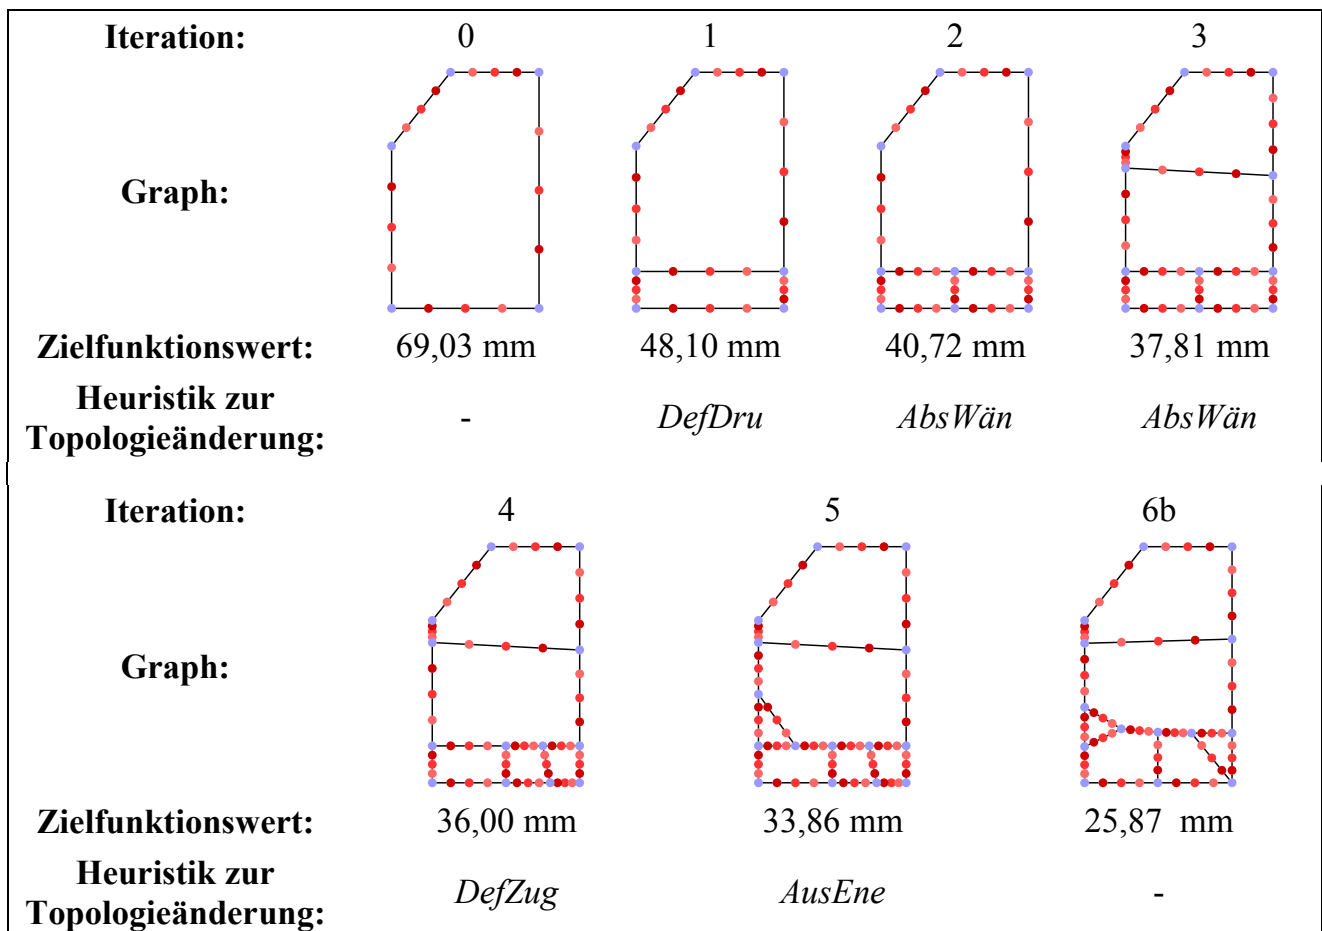 Iteration: 0 1 2 3
Graph:
Zielfunktionswert: 69,03 mm 48,10 mm 40,72 mm 37,81 mm
Heuristik zur
Topologieänderung: - DefDru AbsWän AbsWän
Iteration: 4 5 6b
Graph:
Zielfunktionswert: 36,00 mm 33,86 mm 25,87 mm
Heuristik zur
Topologieänderung: DefZug AusEne -